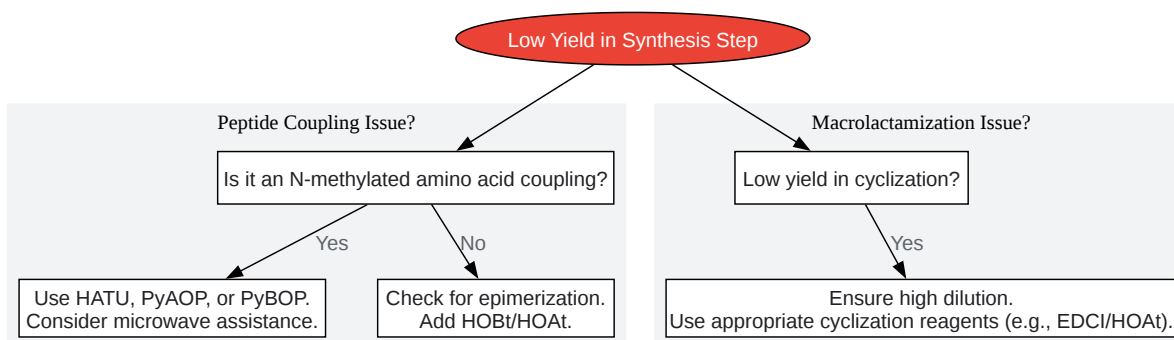 Low Yield in Synthesis Step
Peptide Coupling Issue?
Macrolactamization Issue?
Is it an N-methylated amino acid coupling?
Low yield in cyclization?
Yes
No
Yes
Use HATU, PyAOP, or PyBOP.
Consider microwave assistance.
Check for epimerization.
Add HOBt/HOAt.
Ensure high dilution.
Use appropriate cyclization reagents (e.g., EDCI/HOAt).